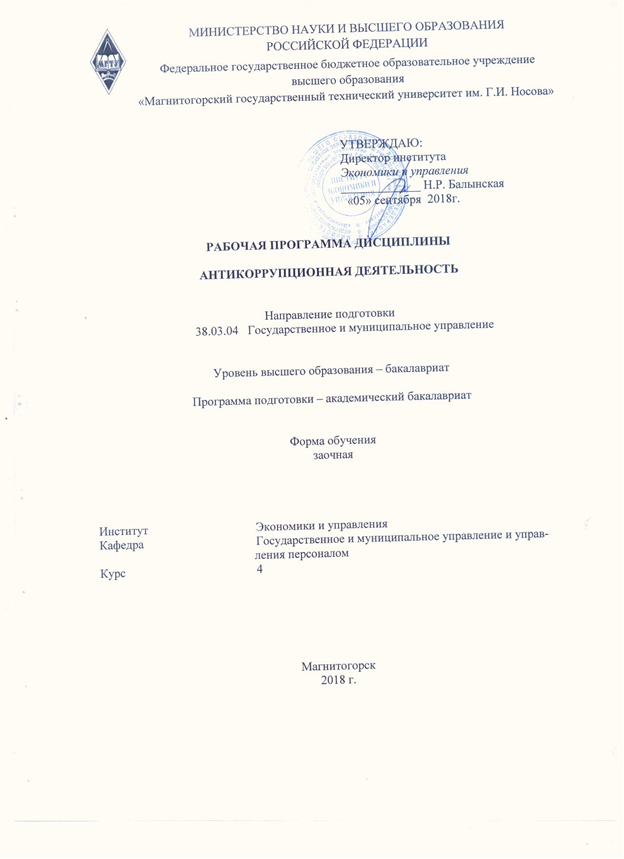 МИНИСТЕРСТВО НАУКИ И ВЫСШЕГО ОБРАЗОВАНИЯ
РОССИЙСКОЙ ФЕДЕРАЦИИ
Федеральное государственное бюджетное образовательное учреждение
высшего образования
«Магнитогорский государственный технический университет им. Г.И. Носова»
УТВЕРЖДАЮ:
Директор института
Экономики и управления
Н.Р. Балынская
«05» сентября 2018г.
ИНСТИТУТ
ЭКОНОМИКИ И
УПРАВЛЕНИЯ
РАБОЧАЯ ПРОГРАММА ДИСЦИПЛИНЫ
АНТИКОРРУПЦИОННАЯ ДЕЯТЕЛЬНОСТЬ
Направление подготовки
38.03.04 Государственное и муниципальное управление
Уровень высшего образования – бакалавриат
Программа подготовки – академический бакалавриат
Форма обучения
заочная
Институт Экономики и управления
Кафедра Государственное и муниципальное управление и управ-
ления персоналом
Курс 4
Магнитогорск
2018 г.